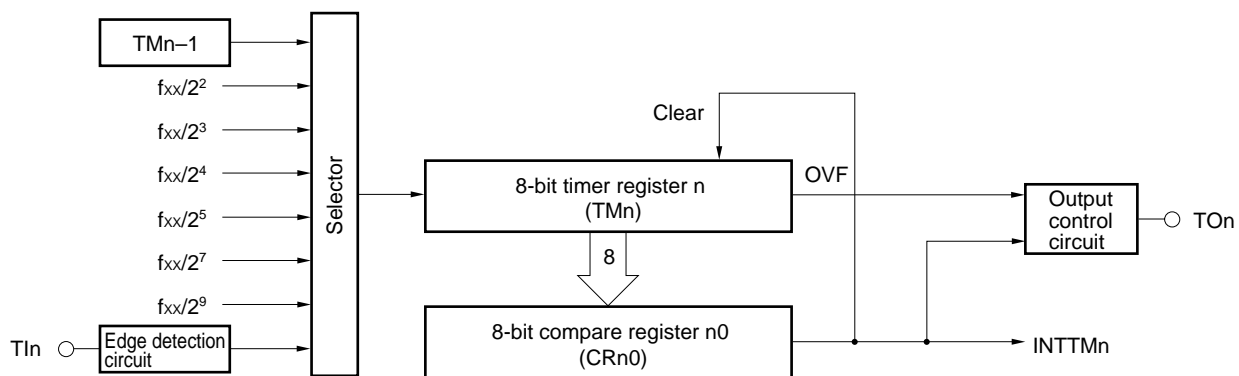 TMn–1
fxx/2²
fxx/2³
fxx/2⁴
fxx/2⁵
fxx/2⁷
fxx/2⁹
TIn
Edge detection
circuit
Selector
Clear
8-bit timer register n
(TMn)
OVF
8
8-bit compare register n0
(CRn0)
Output
control
circuit
TOn
INTTMn